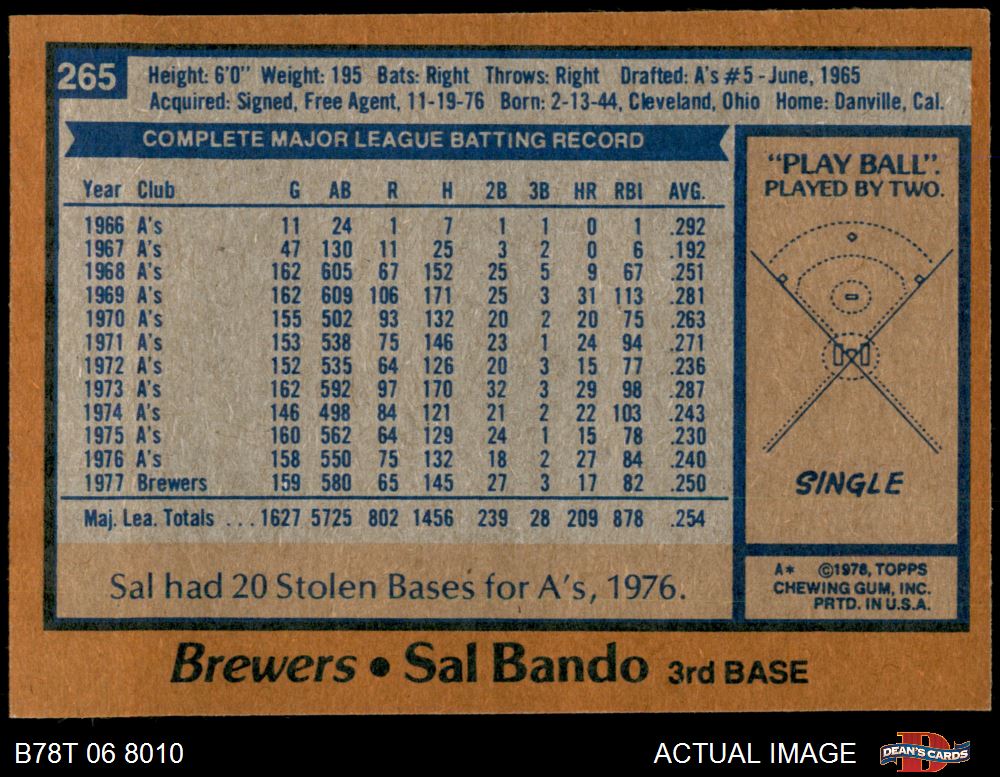 265
Height: 6'0" Weight: 195 Bats: Right Throws: Right Drafted: A's #5 - June, 1965
Acquired: Signed, Free Agent, 11-19-76 Born: 2-13-44, Cleveland, Ohio Home: Danville, Cal.
COMPLETE MAJOR LEAGUE BATTING RECORD
Year Club G AB R H 2B 3B HR RBI AVG.
1966 A's 11 24 1 7 1 1 0 1 .292
1967 A's 47 130 11 25 3 2 0 6 .192
1968 A's 162 605 67 152 25 5 9 67 .251
1969 A's 162 609 106 171 25 3 31 113 .281
1970 A's 155 502 93 132 20 2 20 75 .263
1971 A's 153 538 75 146 23 1 24 94 .271
1972 A's 152 535 64 126 20 3 15 77 .236
1973 A's 162 592 97 170 32 3 29 98 .287
1974 A's 146 498 84 121 21 2 22 103 .243
1975 A's 160 562 64 129 24 1 15 78 .230
1976 A's 158 550 75 132 18 2 27 84 .240
1977 Brewers 159 580 65 145 27 3 17 82 .250
Maj. Lea. Totals ... 1627 5725 802 1456 239 28 209 878 .254
Sal had 20 Stolen Bases for A's, 1976.
"PLAY BALL":
PLAYED BY TWO.
SINGLE
A* ©1978, TOPPS
CHEWING GUM, INC.
PRTD. IN U.S.A.
Brewers • Sal Bando 3rd BASE
B78T 06 8010
ACTUAL IMAGE
DEAN'S CARDS